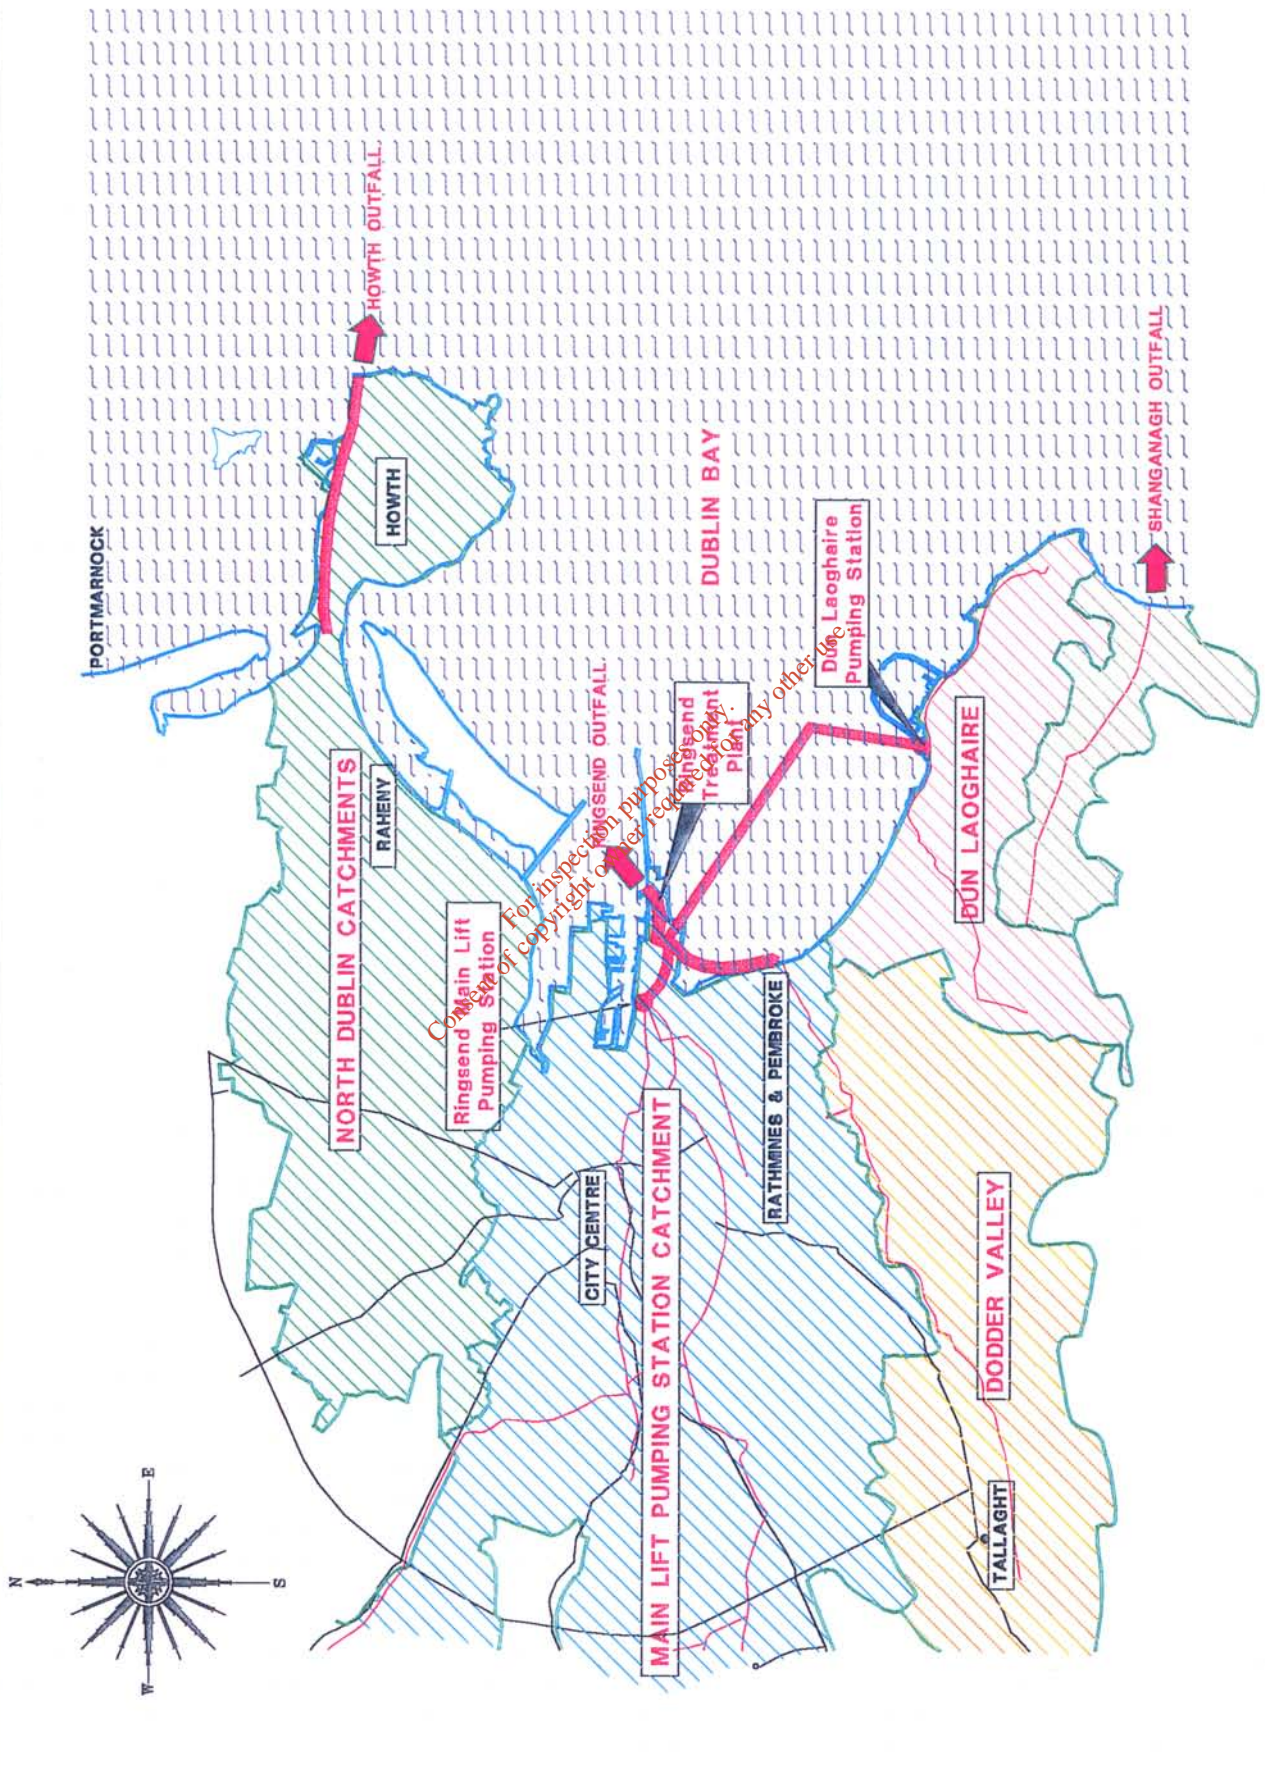 PORTMARNOCK
HOWTH OUTFALL
HOWTH
NORTH DUBLIN CATCHMENTS
RAHENY
Ringsend Main Lift
Pumping Station
RINGSEND OUTFALL
DUBLIN BAY
Ringsend
Treatment
Plant
Dun Laoghaire
Pumping Station
SHANGANAGH OUTFALL
DUN LAOGHAIRE
CITY CENTRE
MAIN LIFT PUMPING STATION CATCHMENT
RATHMINES & PEMBROKE
DODDER VALLEY
TALLAGHT
N
E
S
W
For inspection purposes only.
Consent of copyright owner required for any other use.